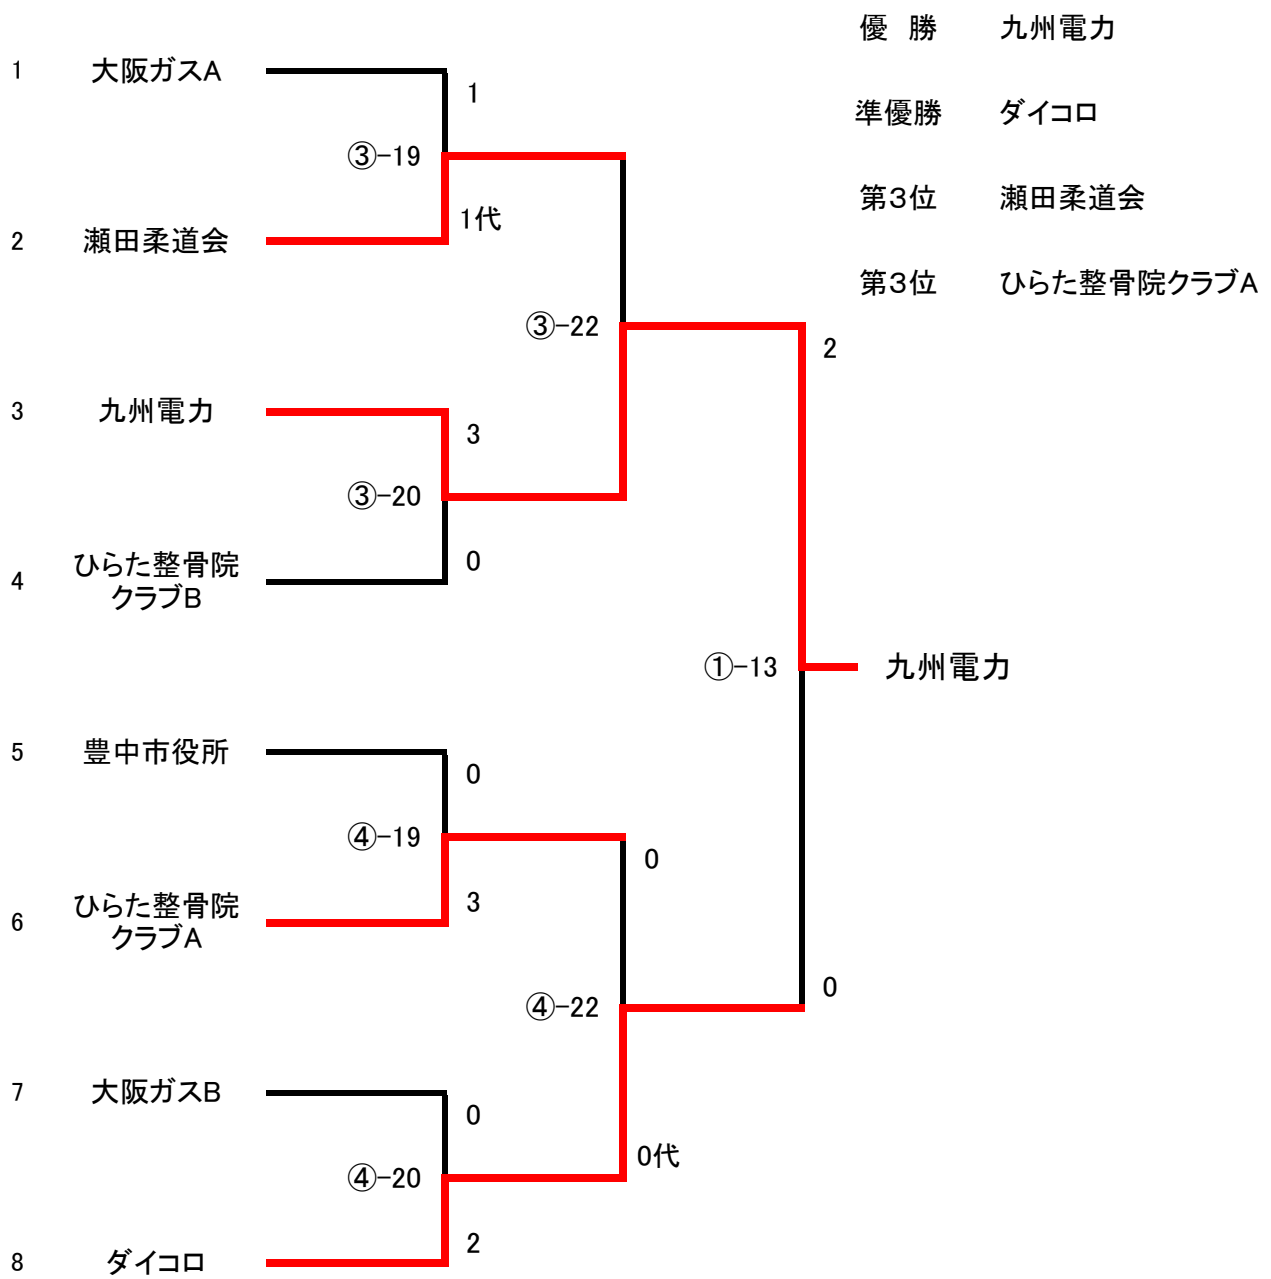 優 勝 九州電力
1 大阪ガスA
1
準優勝 ダイコロ
③-19
第3位 瀬田柔道会
1代
2 瀬田柔道会
第3位 ひらた整骨院クラブA
③-22
2
3 九州電力
3
③-20
0
4 ひらた整骨院
クラブB
①-13 九州電力
5 豊中市役所
0
④-19
0
3
6 ひらた整骨院
クラブA
0
④-22
7 大阪ガスB
0
0代
④-20
2
8 ダイコロ